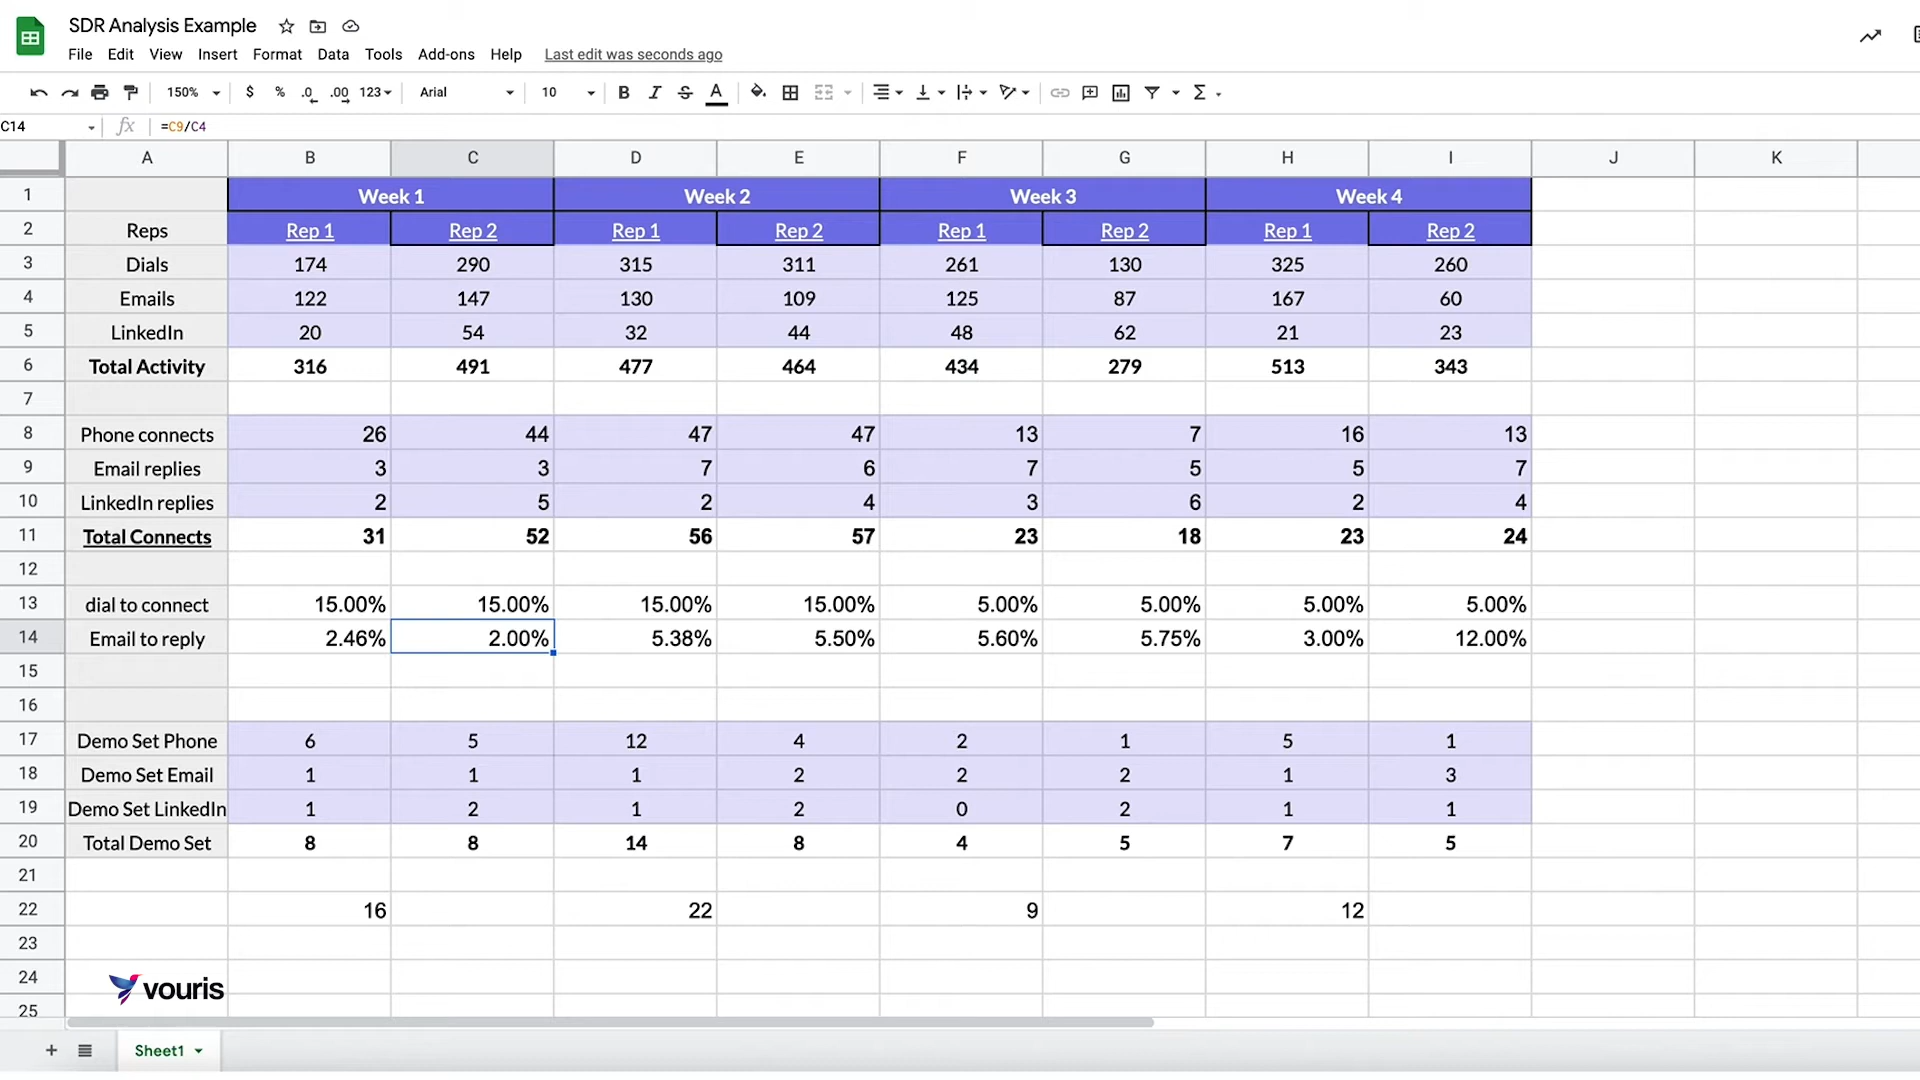 SDR Analysis Example
File Edit View Insert Format Data Tools Add-ons Help Last edit was seconds ago
150% $ % .0 .00 123 Arial 10 B I S A Σ
C14 fx =C9/C4
A B C D E F G H I J K
1 Week 1 Week 2 Week 3 Week 4
2 Reps Rep 1 Rep 2 Rep 1 Rep 2 Rep 1 Rep 2 Rep 1 Rep 2
3 Dials 174 290 315 311 261 130 325 260
4 Emails 122 147 130 109 125 87 167 60
5 LinkedIn 20 54 32 44 48 62 21 23
6 Total Activity 316 491 477 464 434 279 513 343
7
8 Phone connects 26 44 47 47 13 7 16 13
9 Email replies 3 3 7 6 7 5 5 7
10 LinkedIn replies 2 5 2 4 3 6 2 4
11 Total Connects 31 52 56 57 23 18 23 24
12
13 dial to connect 15.00% 15.00% 15.00% 15.00% 5.00% 5.00% 5.00% 5.00%
14 Email to reply 2.46% 2.00% 5.38% 5.50% 5.60% 5.75% 3.00% 12.00%
15
16
17 Demo Set Phone 6 5 12 4 2 1 5 1
18 Demo Set Email 1 1 1 2 2 2 1 3
19 Demo Set LinkedIn 1 2 1 2 0 2 1 1
20 Total Demo Set 8 8 14 8 4 5 7 5
21
22 16 22 9 12
23
24
vouris
25
+ Sheet1